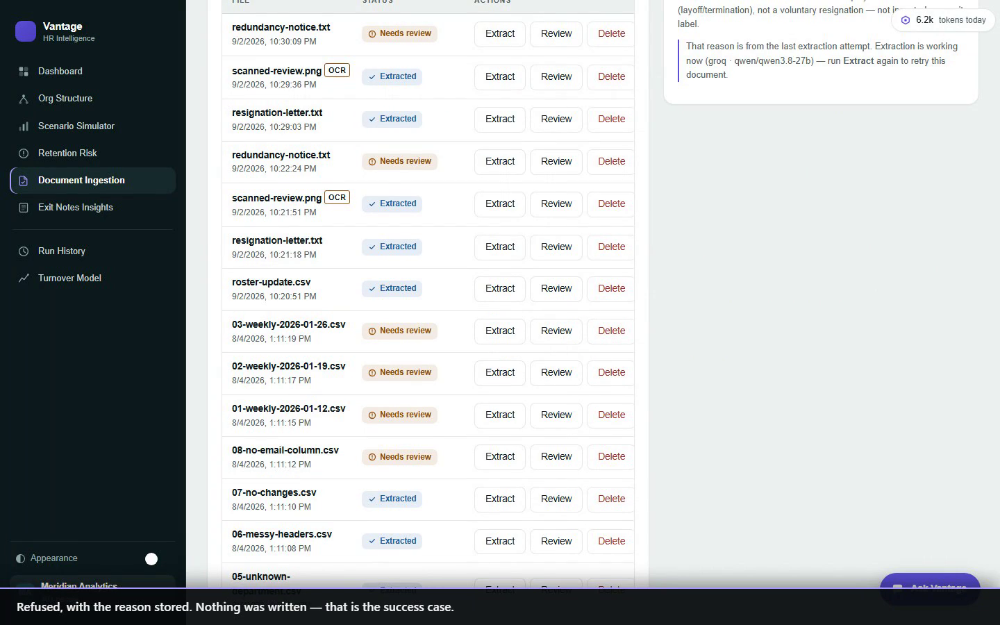 Vantage
HR Intelligence
Dashboard
Org Structure
Scenario Simulator
Retention Risk
Document Ingestion
Exit Notes Insights
Run History
Turnover Model
Appearance
Meridian Analytics
FILE STATUS ACTIONS
redundancy-notice.txt
9/2/2026, 10:30:09 PM
Needs review Extract Review Delete
scanned-review.png OCR
9/2/2026, 10:29:36 PM
Extracted Extract Review Delete
resignation-letter.txt
9/2/2026, 10:29:03 PM
Extracted Extract Review Delete
redundancy-notice.txt
9/2/2026, 10:22:24 PM
Needs review Extract Review Delete
scanned-review.png OCR
9/2/2026, 10:21:51 PM
Extracted Extract Review Delete
resignation-letter.txt
9/2/2026, 10:21:18 PM
Extracted Extract Review Delete
roster-update.csv
9/2/2026, 10:20:51 PM
Extracted Extract Review Delete
03-weekly-2026-01-26.csv
8/4/2026, 1:11:19 PM
Needs review Extract Review Delete
02-weekly-2026-01-19.csv
8/4/2026, 1:11:17 PM
Needs review Extract Review Delete
01-weekly-2026-01-12.csv
8/4/2026, 1:11:15 PM
Needs review Extract Review Delete
08-no-email-column.csv
8/4/2026, 1:11:12 PM
Needs review Extract Review Delete
07-no-changes.csv
8/4/2026, 1:11:10 PM
Extracted Extract Review Delete
06-messy-headers.csv
8/4/2026, 1:11:08 PM
Extracted Extract Review Delete
05-unknown-
department.csv
Extracted Extract Review Delete
(layoff/termination), not a voluntary resignation — not
label.
6.2k tokens today
That reason is from the last extraction attempt. Extraction is working
now (groq · qwen/qwen3.8-27b) — run Extract again to retry this
document.
Ask Vantage
Refused, with the reason stored. Nothing was written — that is the success case.